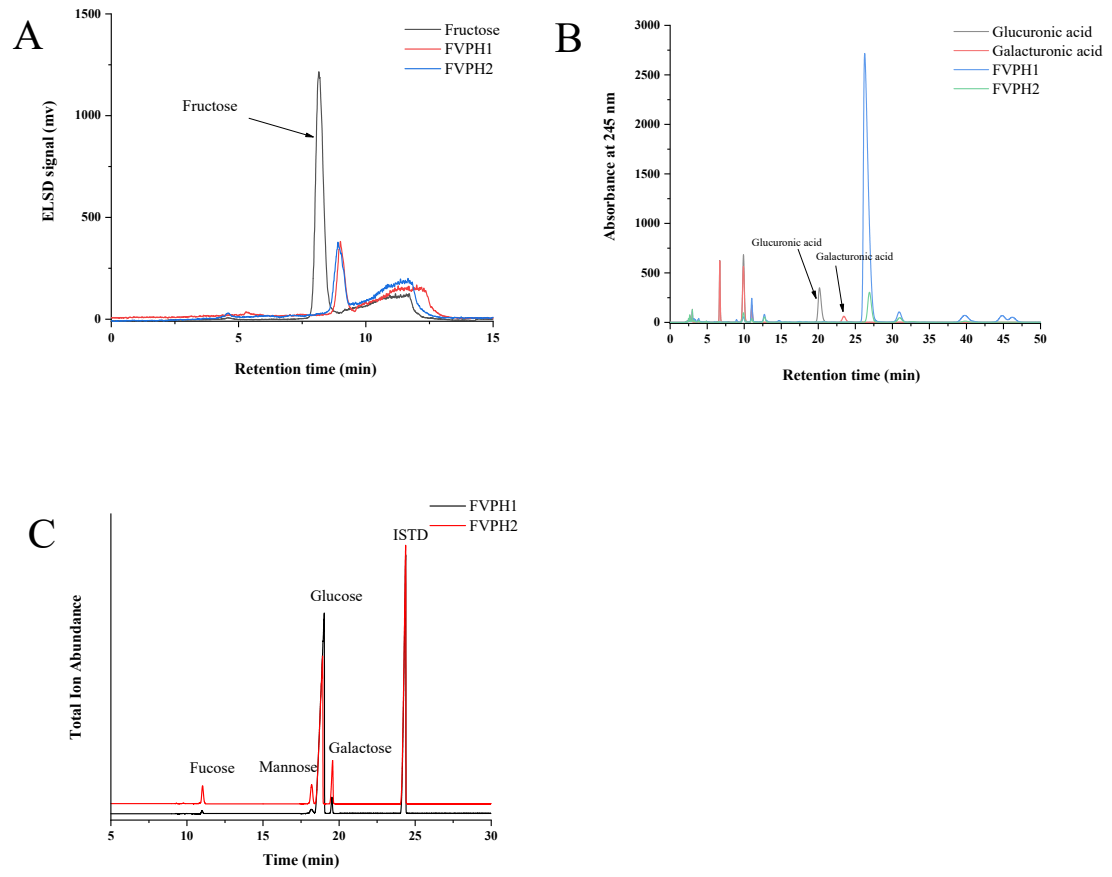 A
1500
1000
500
0
0
5
10
15
ELSD signal (mv)
Retention time (min)
Fructose
FVPH1
FVPH2
Fructose
B
3000
2500
2000
1500
1000
500
0
0
5
10
15
20
25
30
35
40
45
50
Absorbance at 245 nm
Retention time (min)
Glucuronic acid
Galacturonic acid
FVPH1
FVPH2
Glucuronic acid
Galacturonic acid
C
FVPH1
FVPH2
ISTD
Glucose
Galactose
Mannose
Fucose
Total Ion Abundance
5
10
15
20
25
30
Time (min)